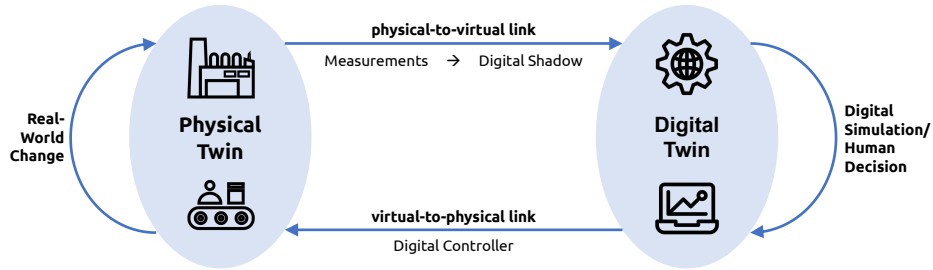 physical-to-virtual link
Measurements → Digital Shadow
Real-
World
Change
Physical
Twin
Digital
Twin
Digital
Simulation/
Human
Decision
virtual-to-physical link
Digital Controller